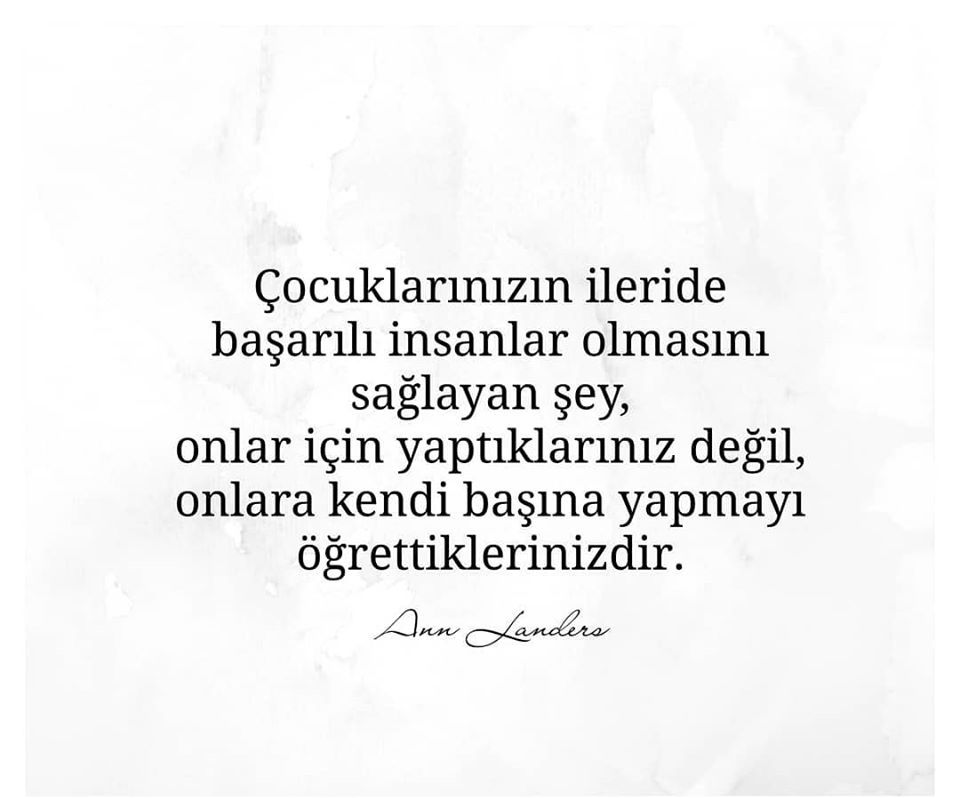 Çocuklarınızın ileride
başarılı insanlar olmasını
sağlayan şey,
onlar için yaptıklarınız değil,
onlara kendi başına yapmayı
öğrettiklerinizdir.
Ann Landers